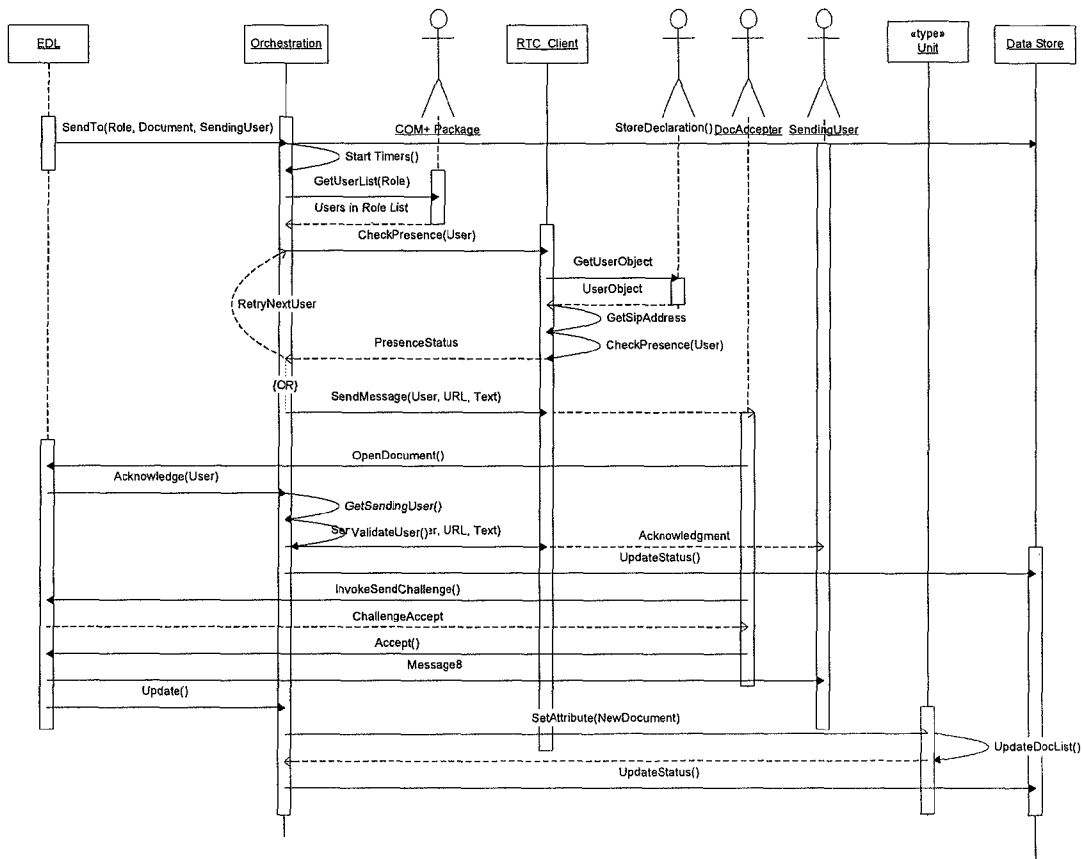 EDL
Orchestration
RTC_Client
«type»
Unit
Data Store
COM+ Package
StoreDeclaration()
DocAccepter
SendingUser
SendTo(Role, Document, SendingUser)
Start Timers()
GetUserList(Role)
Users in Role List
CheckPresence(User)
GetUserObject
UserObject
RetryNextUser
GetSipAddress
CheckPresence(User)
PresenceStatus
{OR}
SendMessage(User, URL, Text)
OpenDocument()
Acknowledge(User)
GetSendingUser()
ValidateUser()
URL, Text)
Acknowledgment
UpdateStatus()
InvokeSendChallenge()
ChallengeAccept
Accept()
Message8
Update()
SetAttribute(NewDocument)
UpdateDocList()
UpdateStatus()